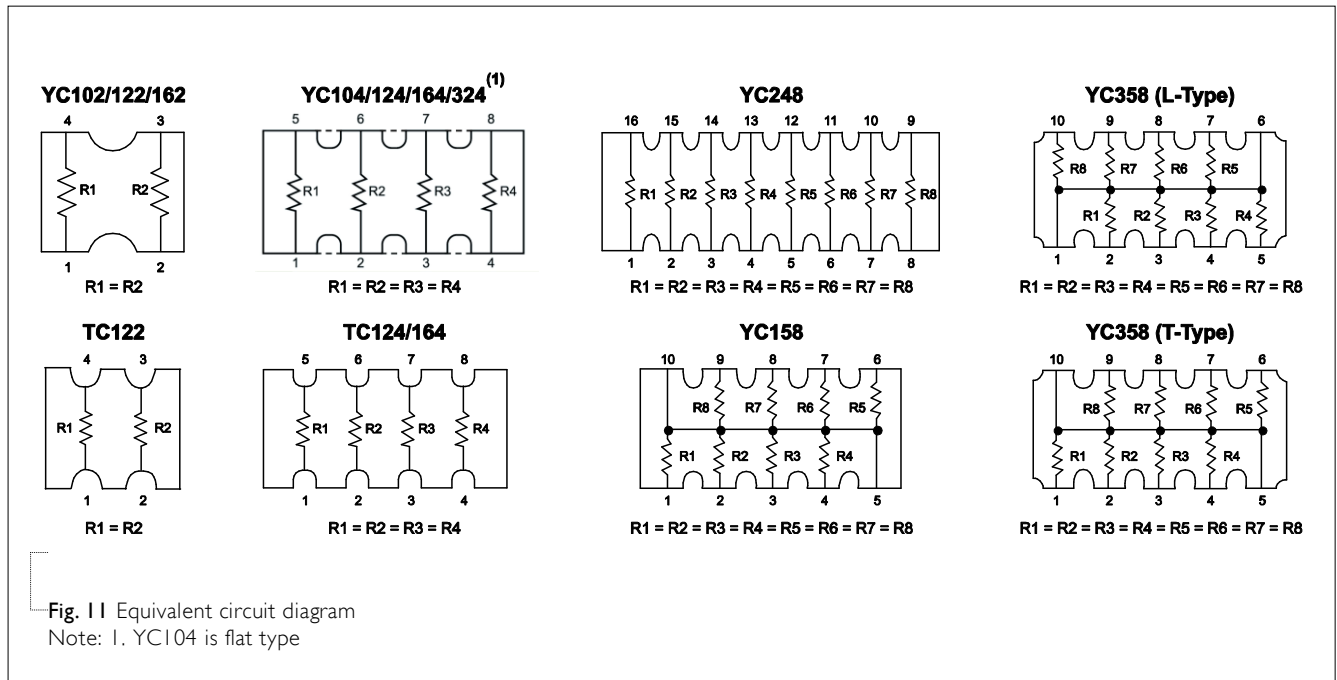 YC102/122/162
4 3
R1 R2
1 2
R1 = R2
YC104/124/164/324(1)
5 6 7 8
R1 R2 R3 R4
1 2 3 4
R1 = R2 = R3 = R4
YC248
16 15 14 13 12 11 10 9
R1 R2 R3 R4 R5 R6 R7 R8
1 2 3 4 5 6 7 8
R1 = R2 = R3 = R4 = R5 = R6 = R7 = R8
YC358 (L-Type)
10 9 8 7 6
R8 R7 R6 R5
R1 R2 R3 R4
1 2 3 4 5
R1 = R2 = R3 = R4 = R5 = R6 = R7 = R8
TC122
4 3
R1 R2
1 2
R1 = R2
TC124/164
5 6 7 8
R1 R2 R3 R4
1 2 3 4
R1 = R2 = R3 = R4
YC158
10 9 8 7 6
R8 R7 R6 R5
R1 R2 R3 R4
1 2 3 4 5
R1 = R2 = R3 = R4 = R5 = R6 = R7 = R8
YC358 (T-Type)
10 9 8 7 6
R8 R7 R6 R5
R1 R2 R3 R4
1 2 3 4 5
R1 = R2 = R3 = R4 = R5 = R6 = R7 = R8
Fig. 11 Equivalent circuit diagram
Note: 1. YC104 is flat type